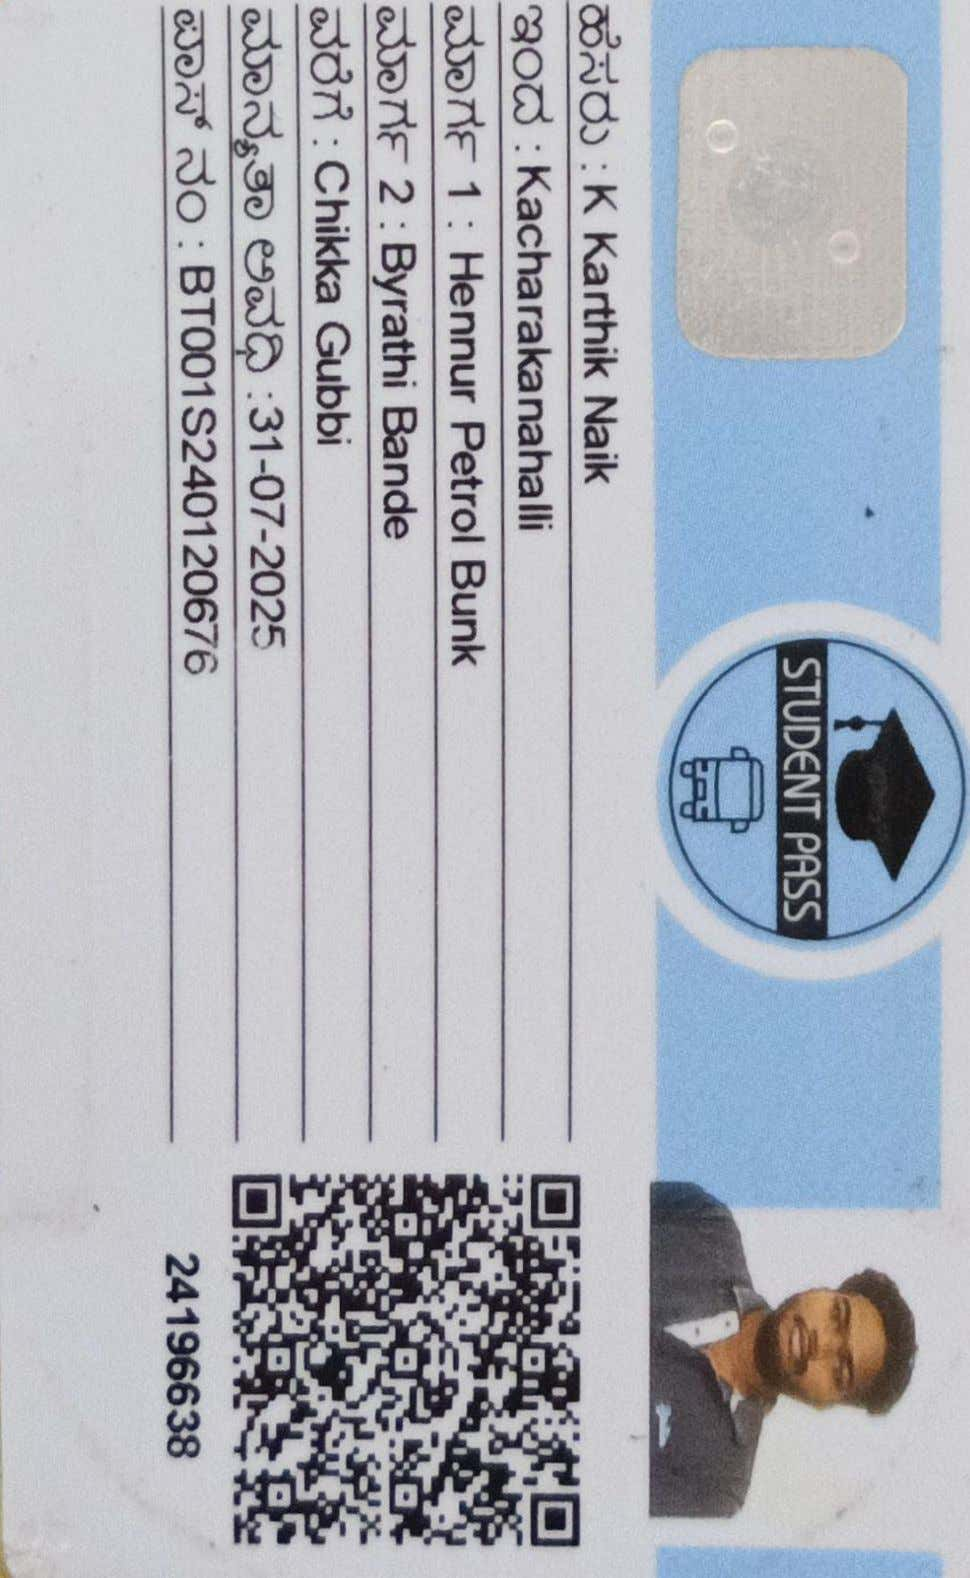 STUDENT PASS
ಹೆಸರು : K Karthik Naik
ಇಂದ : Kacharakanahalli
ಮಾರ್ಗ 1 : Hennur Petrol Bunk
ಮಾರ್ಗ 2 : Byrathi Bande
ವರೆಗೆ : Chikka Gubbi
ಮಾನ್ಯತಾ ಅವಧಿ :31-07-2025
ಪಾಸ್ ನಂ : BT001S240120676
24196638